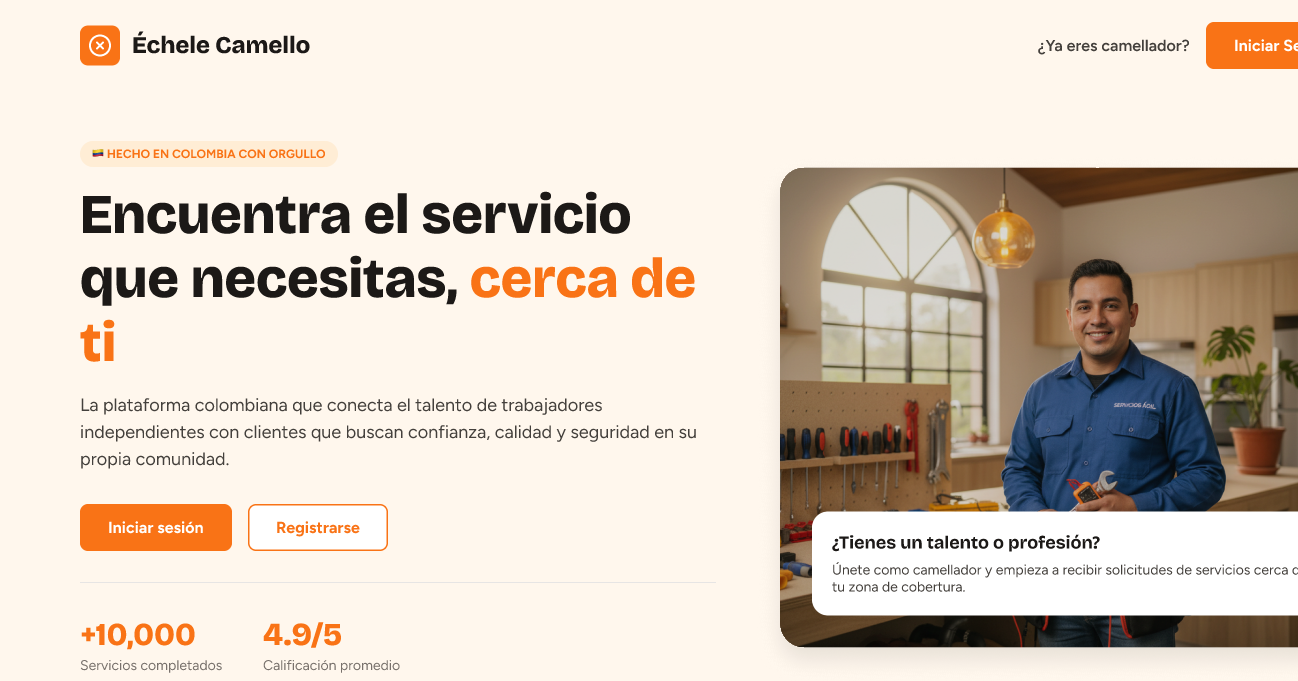 Échele Camello
¿Ya eres camellador?
Iniciar Se
HECHO EN COLOMBIA CON ORGULLO
Encuentra el servicio
que necesitas, cerca de
ti
La plataforma colombiana que conecta el talento de trabajadores
independientes con clientes que buscan confianza, calidad y seguridad en su
propia comunidad.
Iniciar sesión
Registrarse
+10,000
Servicios completados
4.9/5
Calificación promedio
¿Tienes un talento o profesión?
Únete como camellador y empieza a recibir solicitudes de servicios cerca
tu zona de cobertura.